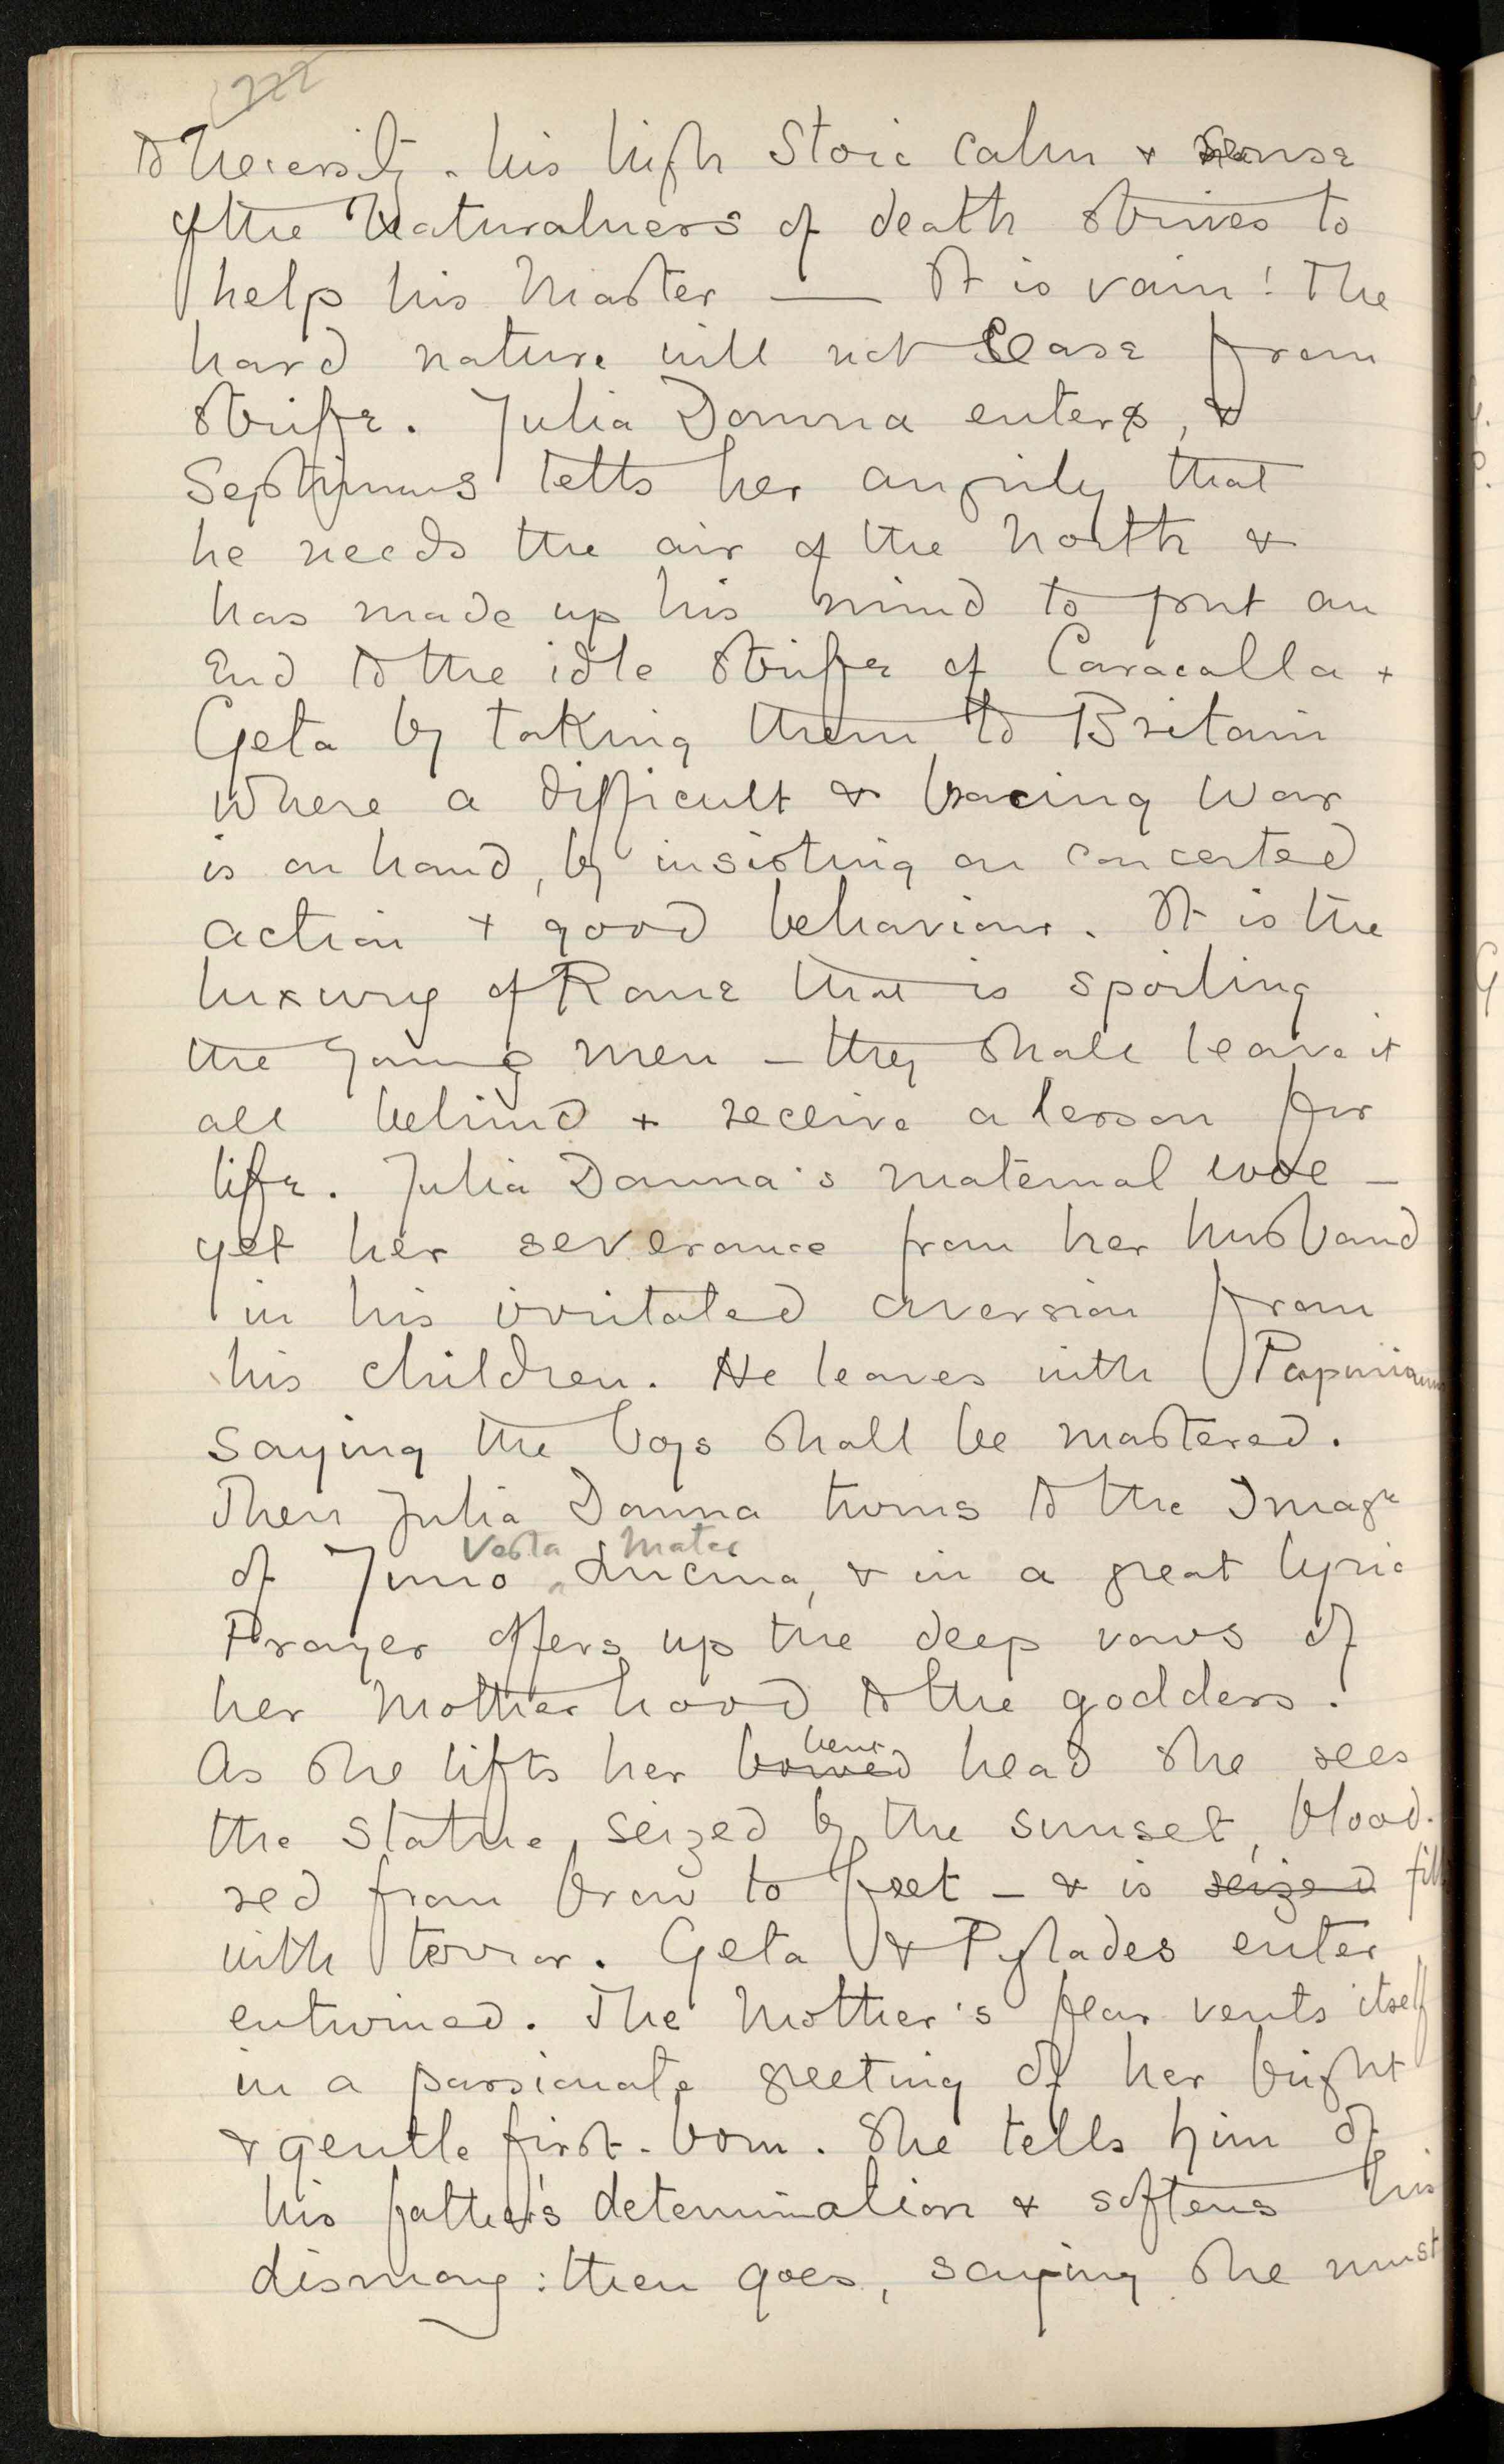 222
to necessity. his high Stoic calm & sense
of the Naturalness of death strives to
help his Master — It is vain! The
hard nature will not cease from
strife. Julia Domna enters, &
Septimus tells her angrily that
he needs the air of the North &
has made up his mind to put an
End to the idle strife of Caracalla +
Geta by taking them to Britain
Where a difficult & bracing War
is on hand, by insisting on concerted
action + good behaviour. It is the
luxury of Rome that is spoiling
the young men – they shall leave it
all behind + receive a lesson for
life. Julia Domna's maternal woe –
yet her severance from her husband
in his irritated aversion from
his children. He leaves with Papinianus
saying the boys shall be mastered.
Then Julia Domna turns to the Image
Vesta Mater
of Juno Lucina, & in a great lyric
Prayer offers up the deep vows of
her Motherhood to the goddess.
bent
As she lifts her bowed head she sees
the statue, seized by the sunset, blood-
red from brow to feet – & is seized fill
with terror. Geta & Pylades enter
entwined. The Mother's fear vents itself
in a passionate greeting of her bright
& gentle first-born. She tells him of
his father's determination & softens his
dismay: then goes, saying she must